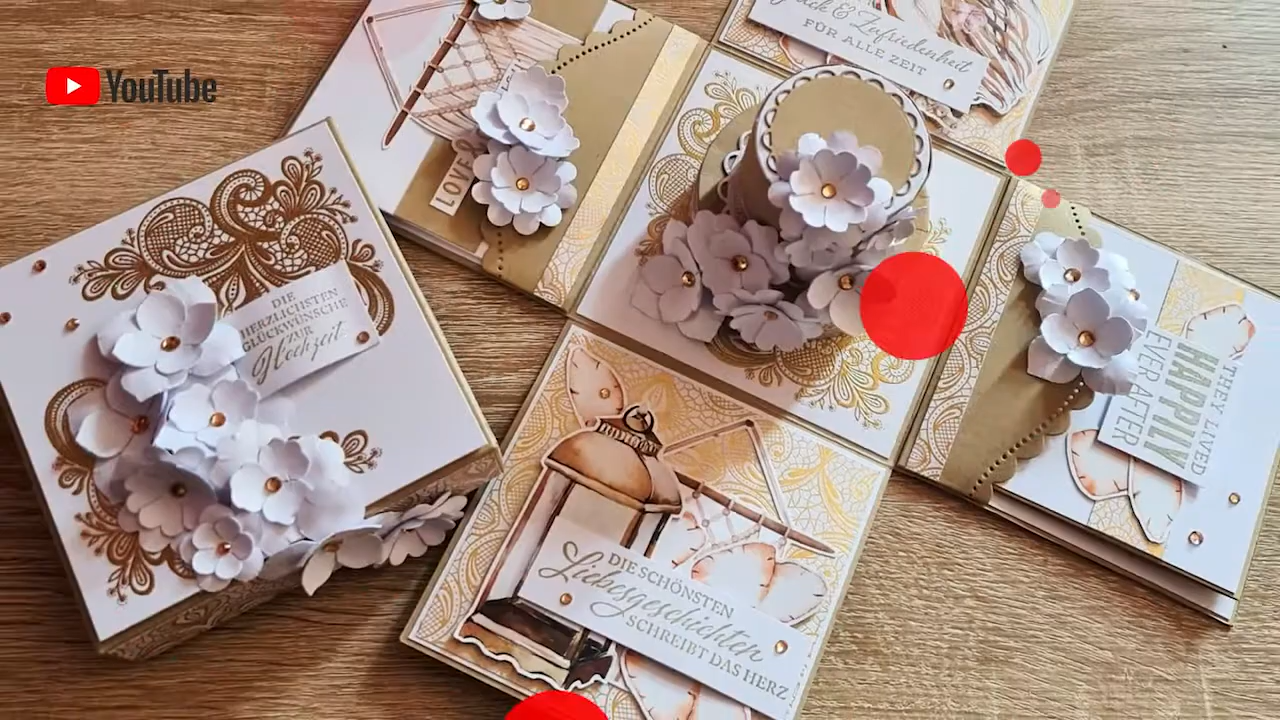 YouTube
Glück & Zufriedenheit
FÜR ALLE ZEIT
LOVE
DIE
HERZLICHSTEN
GLÜCKWÜNSCHE
ZUR
Hochzeit
THEY LIVED
HAPPILY
EVER AFTER
DIE SCHÖNSTEN
Liebesgeschichten
SCHREIBT DAS HERZ